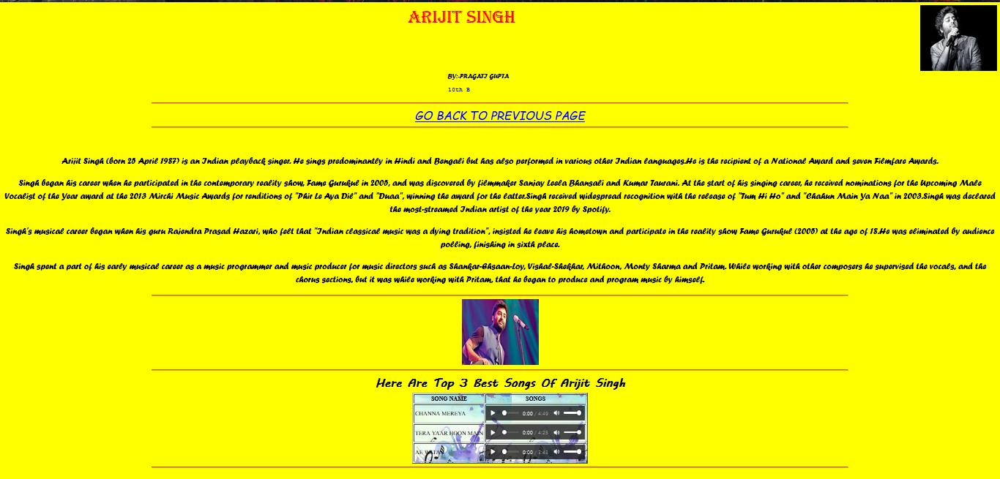 ARIJIT SINGH
BY:-PRAGATI GUPTA
10th B
GO BACK TO PREVIOUS PAGE
Arijit Singh (born 25 April 1987) is an Indian playback singer. He sings predominantly in Hindi and Bengali but has also performed in various other Indian languages.He is the recipient of a National Award and seven Filmfare Awards.
Singh began his career when he participated in the contemporary reality show, Fame Gurukul in 2005, and was discovered by filmmaker Sanjay Leela Bhansali and Kumar Taurani. At the start of his singing career, he received nominations for the Upcoming Male
Vocalist of the Year award at the 2013 Mirchi Music Awards for renditions of "Phir Le Aya Dil" and "Duaa", winning the award for the latter.Singh received widespread recognition with the release of "Tum Hi Ho" and "Chahun Main Ya Naa" in 2003.Singh was declared
the most-streamed Indian artist of the year 2019 by Spotify.
Singh's musical career began when his guru Rajendra Prasad Hazari, who felt that "Indian classical music was a dying tradition", insisted he leave his hometown and participate in the reality show Fame Gurukul (2005) at the age of 18.He was eliminated by audience
polling, finishing in sixth place.
Singh spent a part of his early musical career as a music programmer and music producer for music directors such as Shankar-Ehsaan-Loy, Vishal-Shekhar, Mithoon, Monty Sharma and Pritam. While working with other composers he supervised the vocals, and the
chorus sections, but it was while working with Pritam, that he began to produce and program music by himself.
Here Are Top 3 Best Songs Of Arijit Singh
SONG NAME SONGS
CHANNA MEREYA 0:00 / 4:49
TERA YAAR HOON MAIN 0:00 / 4:25
AE WATAN 0:00 / 3:43